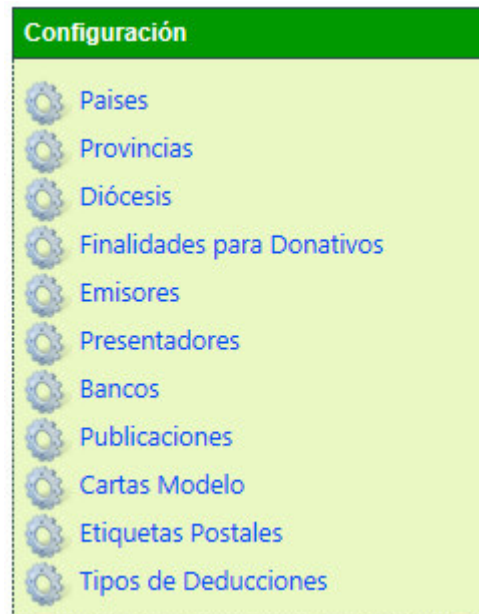 Configuración
Paises
Provincias
Diócesis
Finalidades para Donativos
Emisores
Presentadores
Bancos
Publicaciones
Cartas Modelo
Etiquetas Postales
Tipos de Deducciones